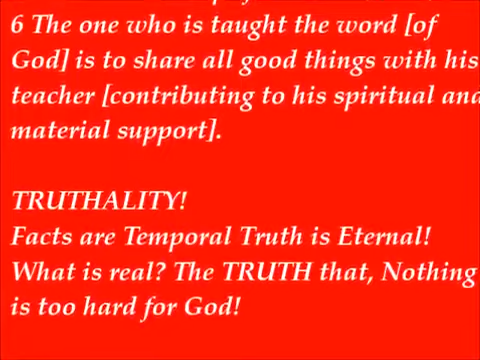 6 The one who is taught the word [of
God] is to share all good things with his
teacher [contributing to his spiritual and
material support].
TRUTHALITY!
Facts are Temporal Truth is Eternal!
What is real? The TRUTH that, Nothing
is too hard for God!